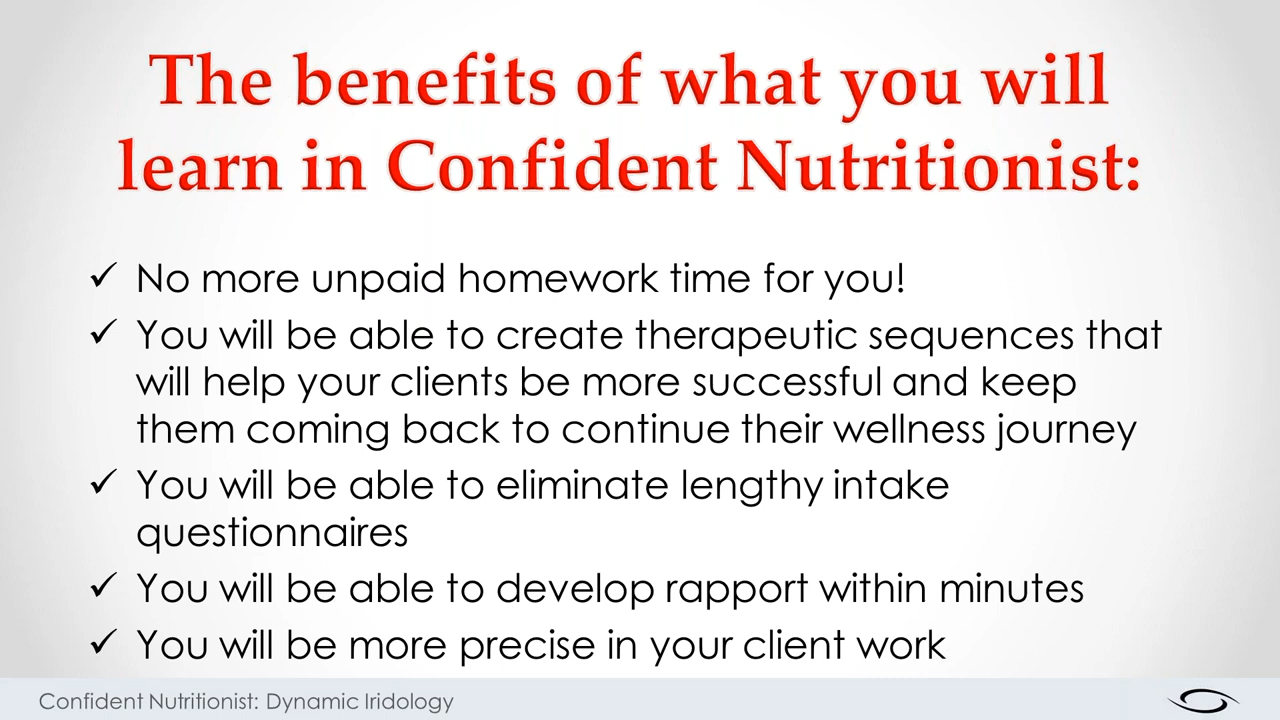 The benefits of what you will
learn in Confident Nutritionist:
✓ No more unpaid homework time for you!
✓ You will be able to create therapeutic sequences that
will help your clients be more successful and keep
them coming back to continue their wellness journey
✓ You will be able to eliminate lengthy intake
questionnaires
✓ You will be able to develop rapport within minutes
✓ You will be more precise in your client work
Confident Nutritionist: Dynamic Iridology